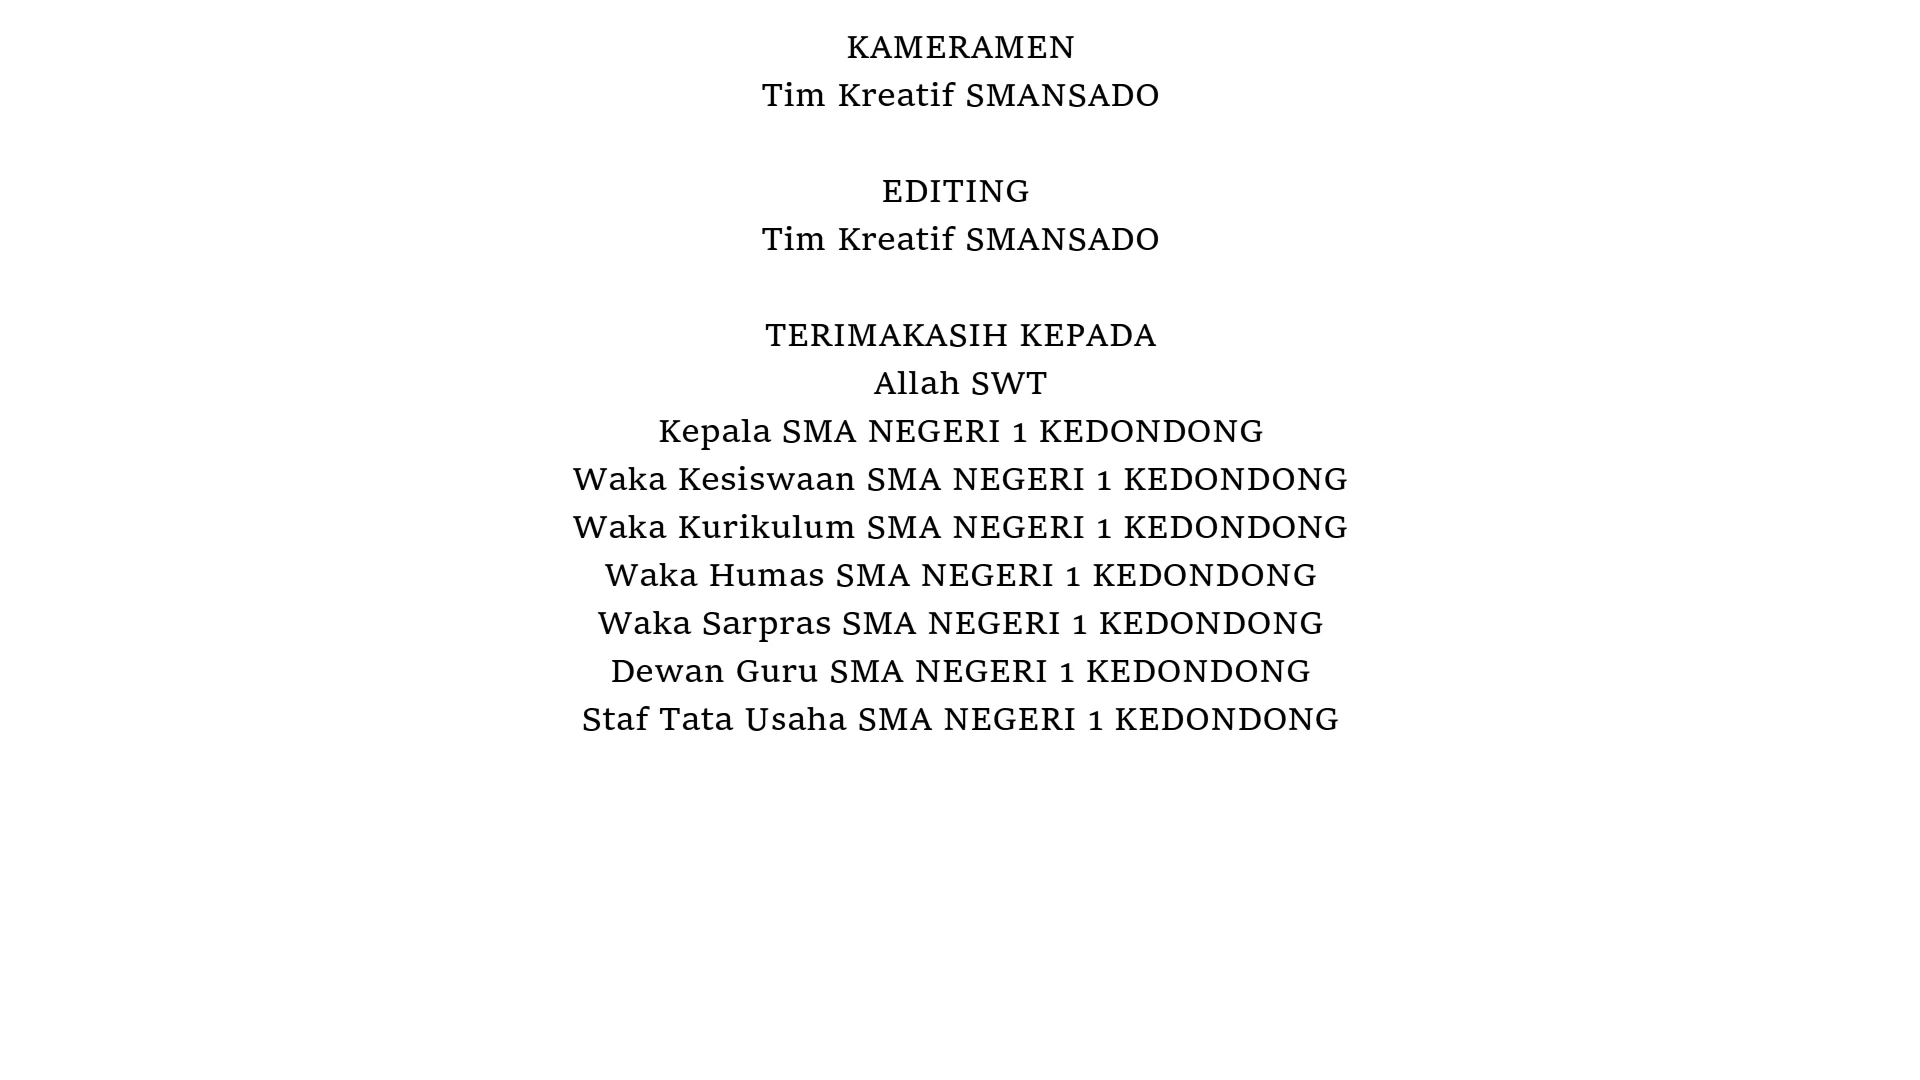 KAMERAMEN
Tim Kreatif SMANSADO
EDITING
Tim Kreatif SMANSADO
TERIMAKASIH KEPADA
Allah SWT
Kepala SMA NEGERI 1 KEDONDONG
Waka Kesiswaan SMA NEGERI 1 KEDONDONG
Waka Kurikulum SMA NEGERI 1 KEDONDONG
Waka Humas SMA NEGERI 1 KEDONDONG
Waka Sarpras SMA NEGERI 1 KEDONDONG
Dewan Guru SMA NEGERI 1 KEDONDONG
Staf Tata Usaha SMA NEGERI 1 KEDONDONG